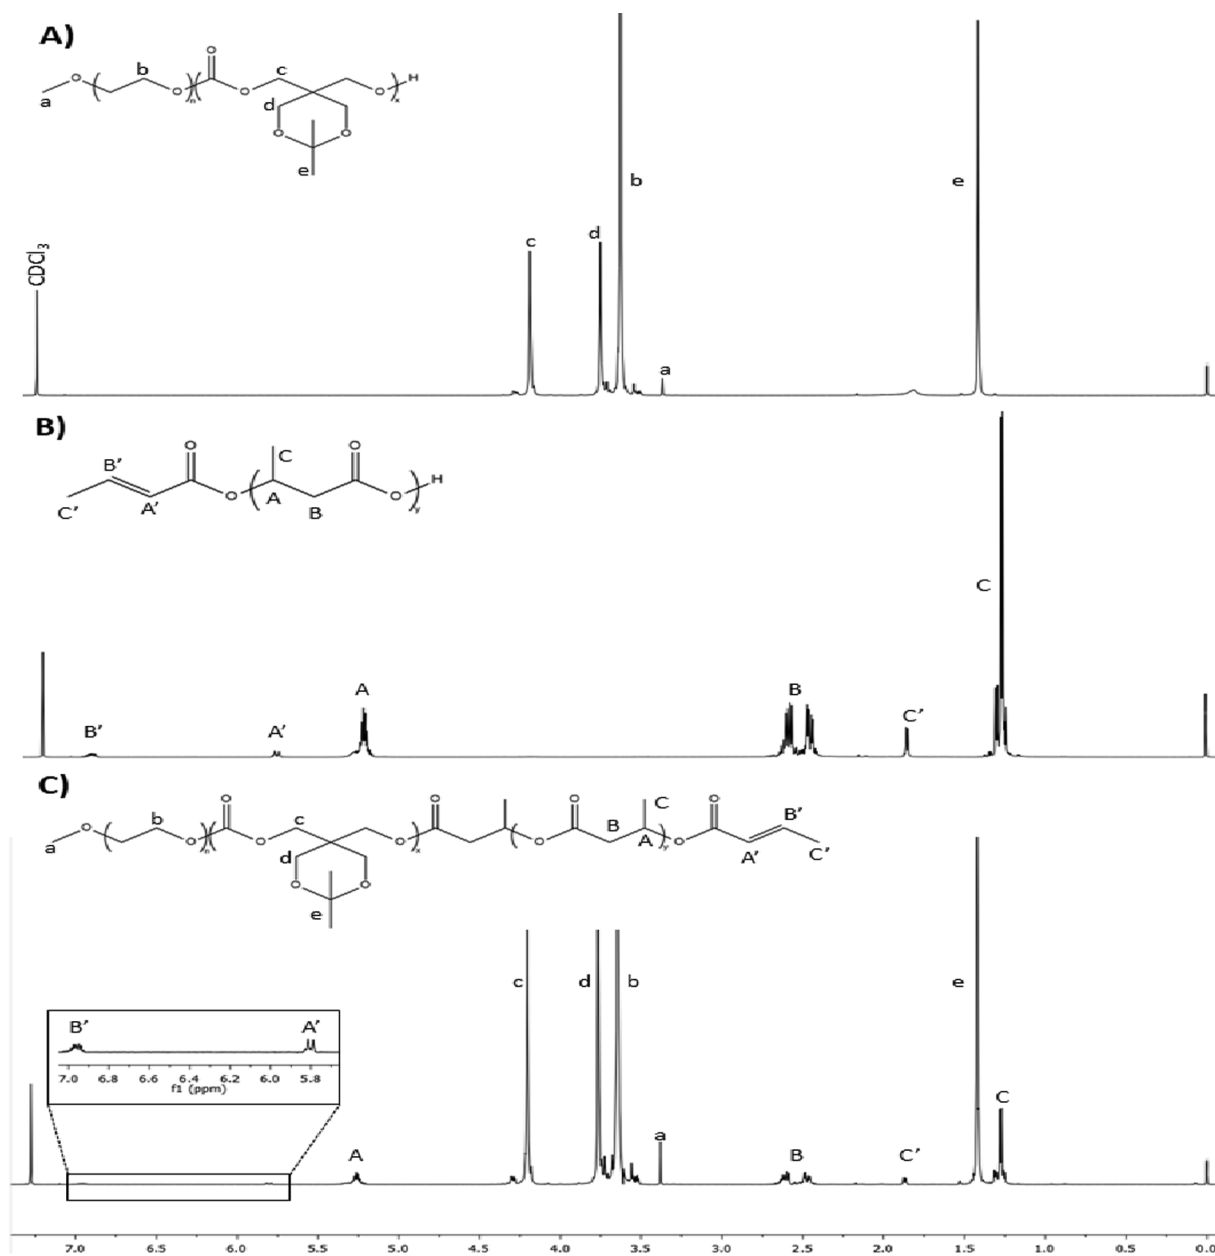 A)
O
a O ( b O )n ( O c O H )x
d
O O
e
CDCl3
c
d
b
a
e
B)
O C O H
B' O ( A B O )y
C' A'
B'
A'
A
B
C'
C
C)
O O O C O B'
a O ( b O )n ( O c O )x ( O B A )y O A' C'
d
O O
e
B' A'
7.0 6.8 6.6 6.4 6.2 6.0 5.8
f1 (ppm)
A
c
d
b
a
B
C'
e
C
7.0 6.5 6.0 5.5 5.0 4.5 4.0 3.5 3.0 2.5 2.0 1.5 1.0 0.5 0.0